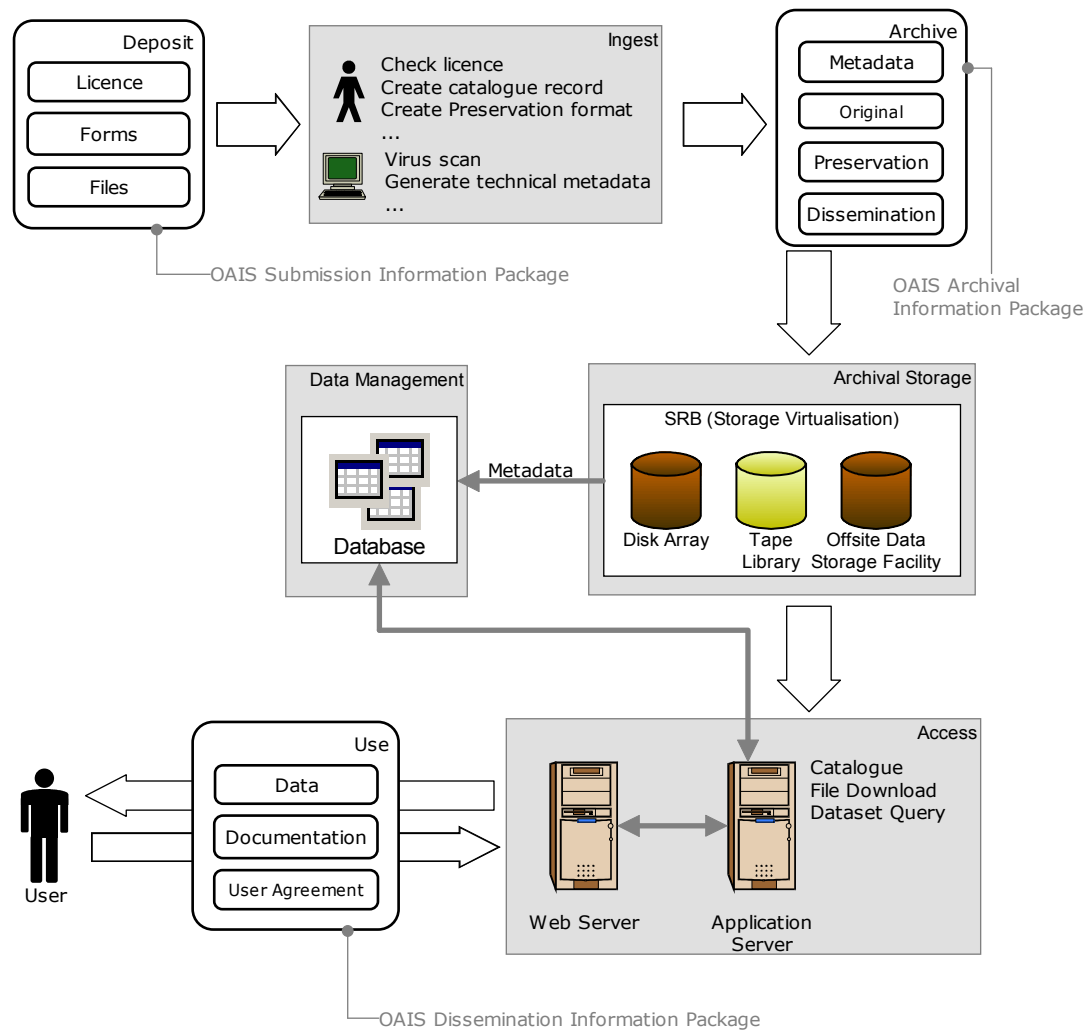 Deposit
Licence
Forms
Files
OAIS Submission Information Package
Ingest
Check licence
Create catalogue record
Create Preservation format
...
Virus scan
Generate technical metadata
...
Archive
Metadata
Original
Preservation
Dissemination
OAIS Archival
Information Package
Data Management
Database
Metadata
Archival Storage
SRB (Storage Virtualisation)
Disk Array
Tape
Library
Offsite Data
Storage Facility
User
Use
Data
Documentation
User Agreement
OAIS Dissemination Information Package
Access
Catalogue
File Download
Dataset Query
Web Server
Application
Server